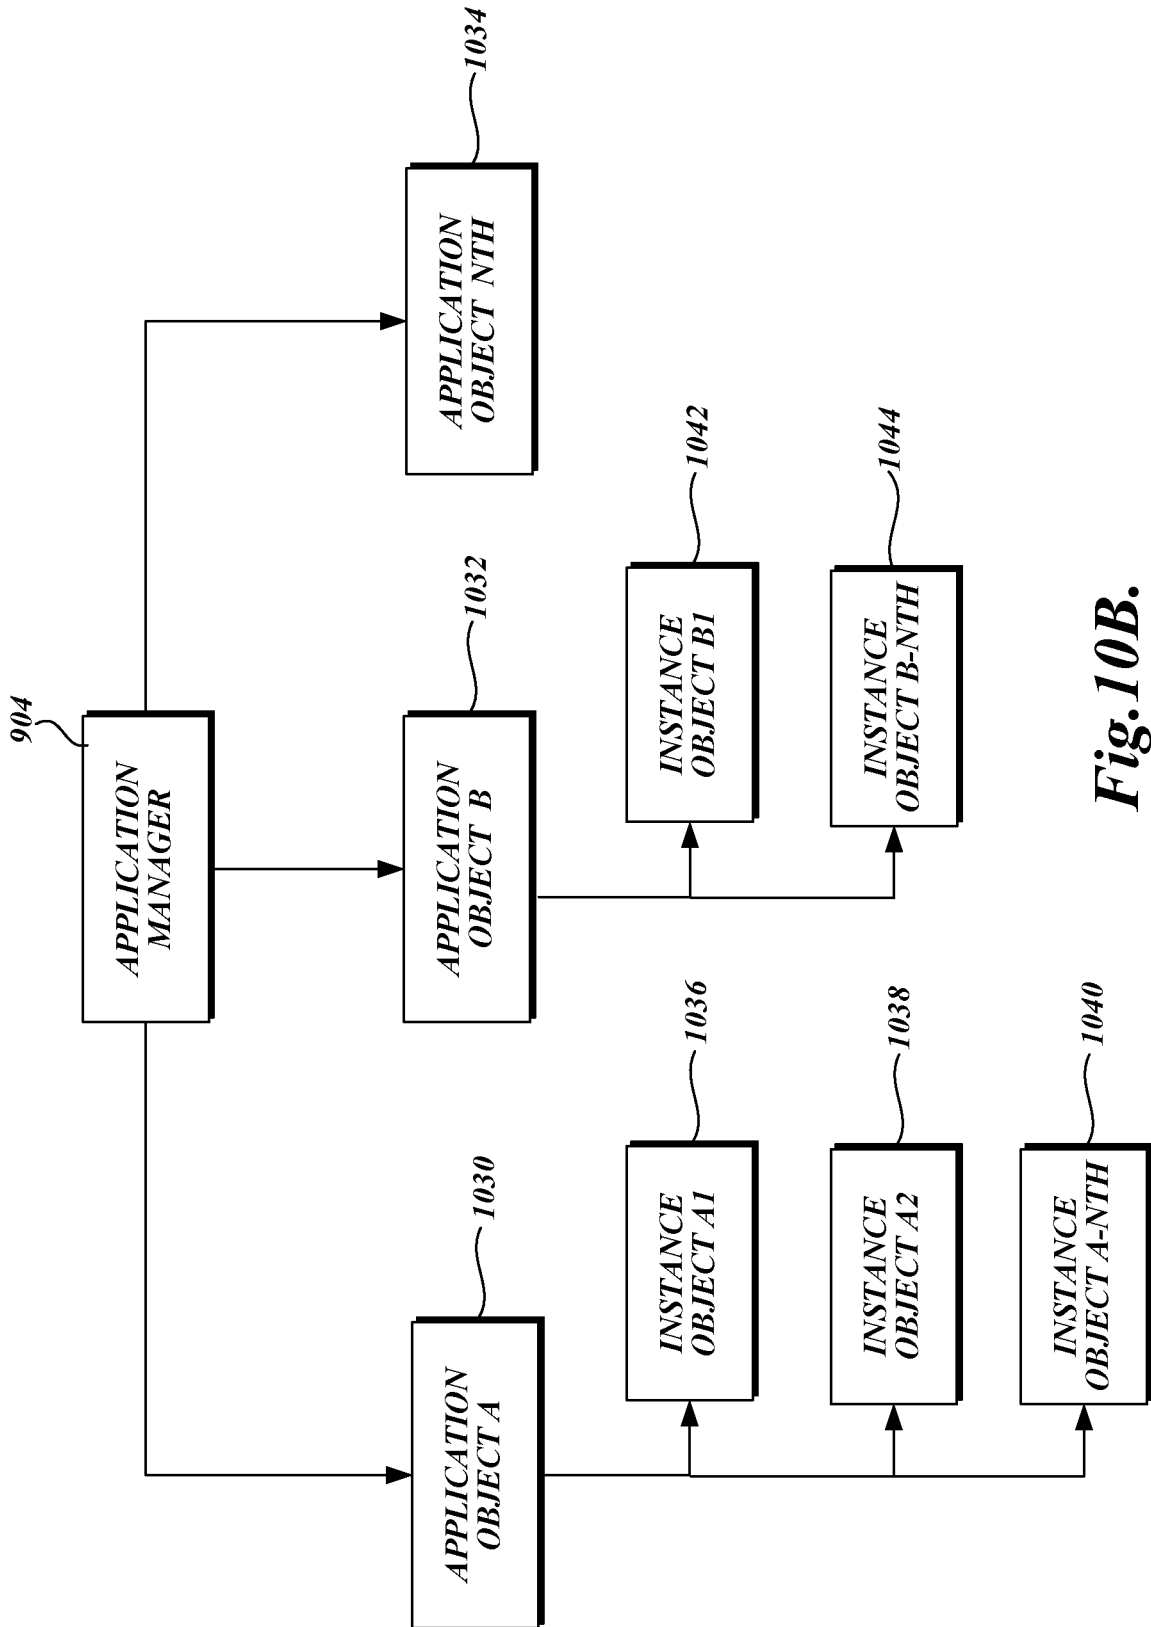 904
APPLICATION
MANAGER
APPLICATION
OBJECT A
1030
APPLICATION
OBJECT B
1032
APPLICATION
OBJECT NTH
1034
INSTANCE
OBJECT A1
1036
INSTANCE
OBJECT B1
1042
INSTANCE
OBJECT A2
1038
INSTANCE
OBJECT B-NTH
1044
INSTANCE
OBJECT A-NTH
1040
Fig.10B.